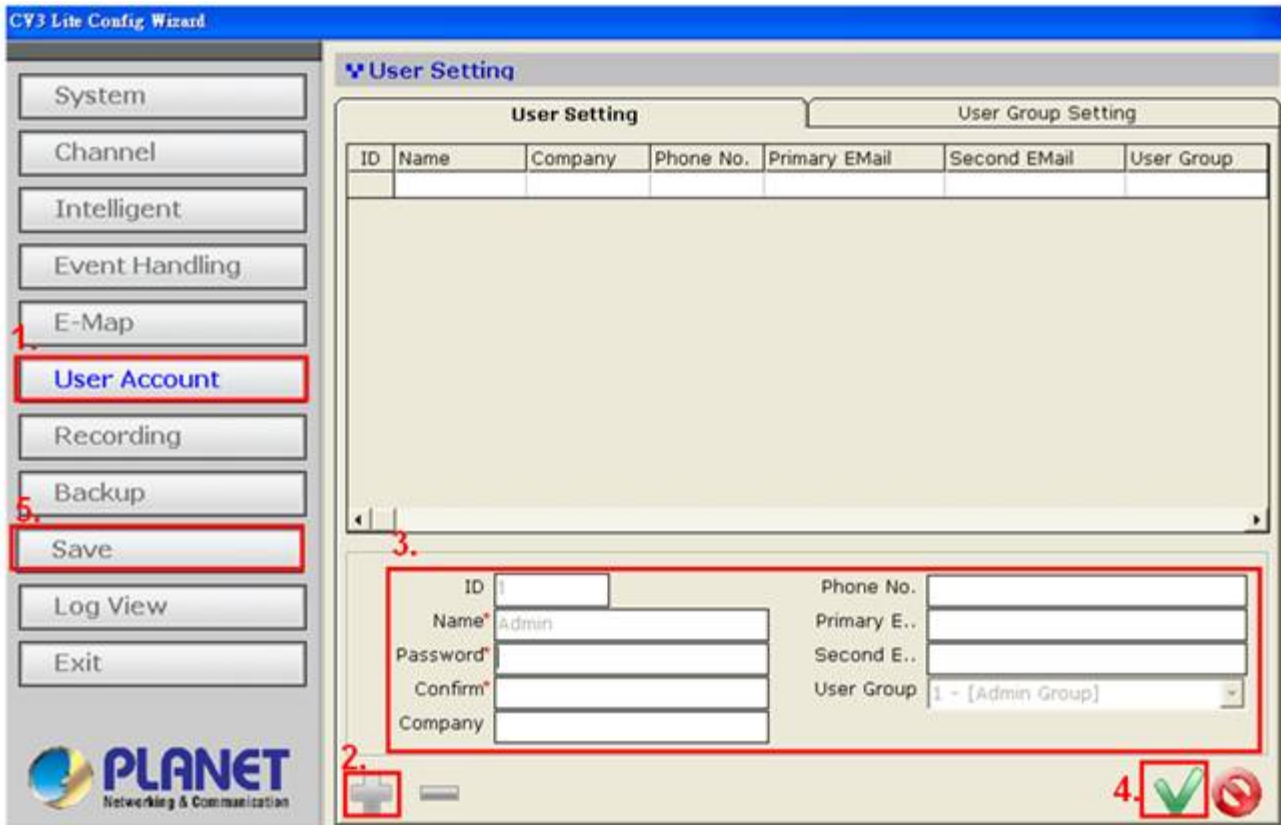 CV3 Lite Config Wizard
System
Channel
Intelligent
Event Handling
E-Map
1.
User Account
Recording
Backup
5.
Save
Log View
Exit
PLANET
Networking & Communication
User Setting
User Setting User Group Setting
ID Name Company Phone No. Primary EMail Second EMail User Group
3.
ID 1 Phone No.
Name* Admin Primary E..
Password* Second E..
Confirm* User Group 1 - [Admin Group]
Company
2.
4.